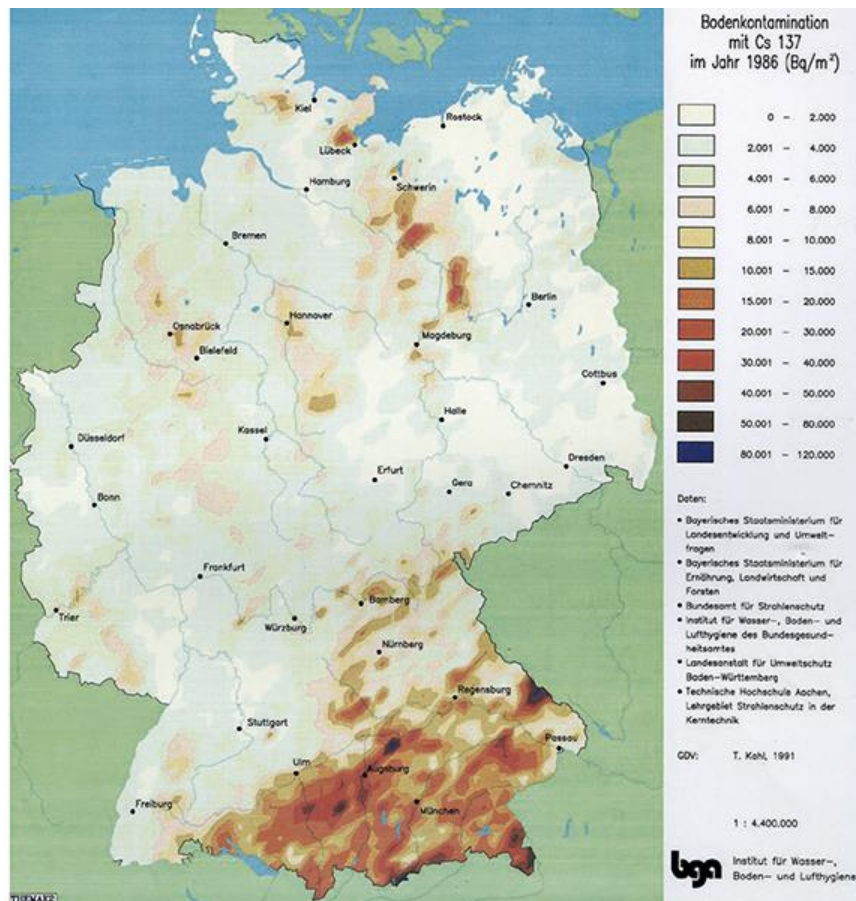 Bodenkontamination
mit Cs 137
im Jahr 1986 (Bq/m²)
0 – 2.000
2.001 – 4.000
4.001 – 6.000
6.001 – 8.000
8.001 – 10.000
10.001 – 15.000
15.001 – 20.000
20.001 – 30.000
30.001 – 40.000
40.001 – 50.000
50.001 – 80.000
80.001 – 120.000
Daten:
• Bayerisches Staatsministerium für
Landesentwicklung und Umwelt–
fragen
• Bayerisches Staatsministerium für
Ernährung, Landwirtschaft und
Forsten
• Bundesamt für Strahlenschutz
• Institut für Wasser–, Boden– und
Lufthygiene des Bundesgesund–
heitsamtes
• Landesanstalt für Umweltschutz
Baden–Württemberg
• Technische Hochschule Aachen,
Lehrgebiet Strahlenschutz in der
Kerntechnik
GDV: T. Kahl, 1991
1 : 4.400.000
bga
Institut für Wasser–,
Boden– und Lufthygiene
Kiel
Rostock
Lübeck
Schwerin
Hamburg
Bremen
Berlin
Hannover
Osnabrück
Magdeburg
Bielefeld
Cottbus
Halle
Kassel
Düsseldorf
Dresden
Erfurt
Gera
Chemnitz
Bonn
Frankfurt
Bamberg
Trier
Würzburg
Nürnberg
Regensburg
Stuttgart
Passau
Ulm
Augsburg
München
Freiburg